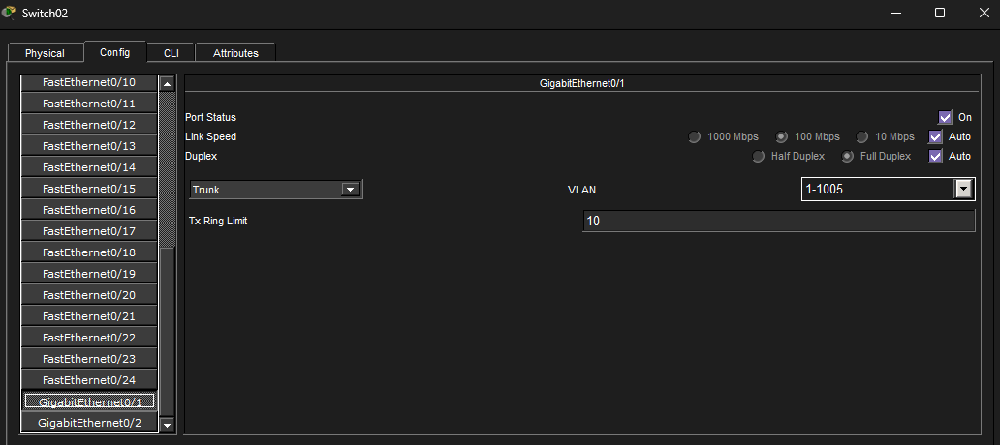 Switch02
Physical Config CLI Attributes
FastEthernet0/10
FastEthernet0/11
FastEthernet0/12
FastEthernet0/13
FastEthernet0/14
FastEthernet0/15
FastEthernet0/16
FastEthernet0/17
FastEthernet0/18
FastEthernet0/19
FastEthernet0/20
FastEthernet0/21
FastEthernet0/22
FastEthernet0/23
FastEthernet0/24
GigabitEthernet0/1
GigabitEthernet0/2
GigabitEthernet0/1
Port Status On
Link Speed 1000 Mbps 100 Mbps 10 Mbps Auto
Duplex Half Duplex Full Duplex Auto
Trunk VLAN 1-1005
Tx Ring Limit 10